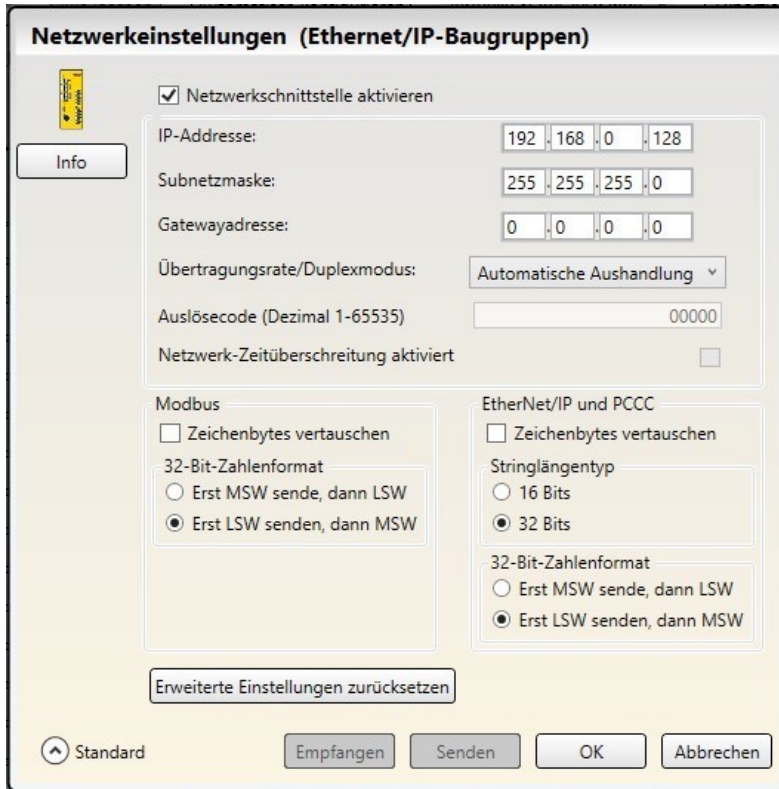 Netzwerkeinstellungen (Ethernet/IP-Baugruppen)
Netzwerkschnittstelle aktivieren
Info
IP-Addresse: 192 . 168 . 0 . 128
Subnetzmaske: 255 . 255 . 255 . 0
Gatewayadresse: 0 . 0 . 0 . 0
Übertragungsrate/Duplexmodus: Automatische Aushandlung
Auslösecode (Dezimal 1-65535) 00000
Netzwerk-Zeitüberschreitung aktiviert
Modbus
Zeichenbytes vertauschen
32-Bit-Zahlenformat
Erst MSW sende, dann LSW
Erst LSW senden, dann MSW
EtherNet/IP und PCCC
Zeichenbytes vertauschen
Stringlängentyp
16 Bits
32 Bits
32-Bit-Zahlenformat
Erst MSW sende, dann LSW
Erst LSW senden, dann MSW
Erweiterte Einstellungen zurücksetzen
Standard Empfangen Senden OK Abbrechen